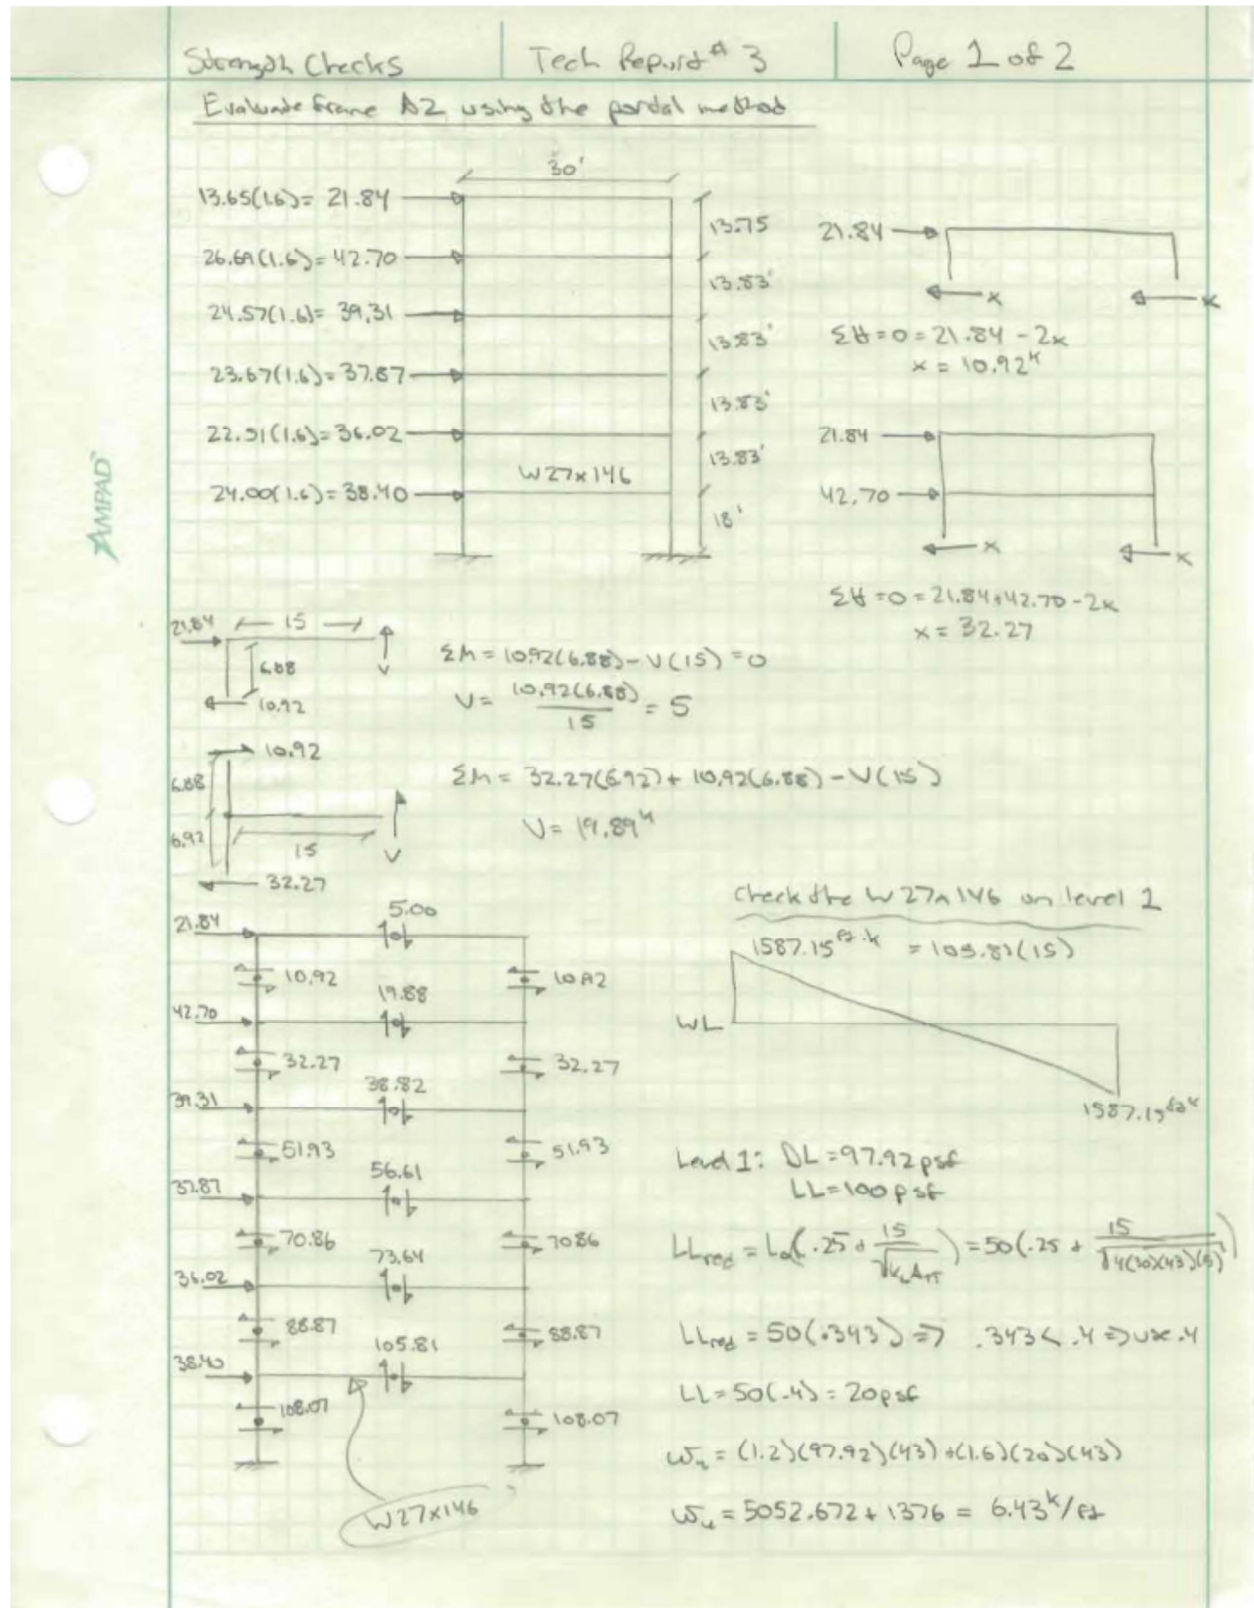 Strength Checks
Tech Report # 3
Page 1 of 2
Evaluate frame A2 using the portal method
30'
13.65(1.6) = 21.84
26.69(1.6) = 42.70
24.57(1.6) = 39.31
23.67(1.6) = 37.87
22.51(1.6) = 36.02
24.00(1.6) = 38.40
W27x146
13.75
13.83'
13.83'
13.83'
13.83'
18'
21.84
x
x
ΣH = 0 = 21.84 - 2x
x = 10.92ᵏ
21.84
42.70
x
x
ΣH = 0 = 21.84 + 42.70 - 2x
x = 32.27
AMPAD™
21.84
15
6.88
V
10.92
ΣM = 10.92(6.88) - V(15) = 0
V = 10.92(6.88) / 15 = 5
10.92
6.88
6.92
15
V
32.27
ΣM = 32.27(6.92) + 10.92(6.88) - V(15)
V = 19.89ᵏ
21.84
5.00
10.92
10.92
42.70
19.88
32.27
32.27
39.31
38.82
51.93
51.93
37.87
56.61
70.86
70.86
36.02
73.64
88.87
88.87
38.40
105.81
108.07
108.07
W27x146
Check the W27x146 on level 1
1587.15 ft·k = 105.81(15)
WL
1587.15 ft·k
Level 1: DL = 97.92 psf
LL = 100 psf
LLred = Lo(.25 + 15/√(KLAT)) = 50(.25 + 15/√(4(30)(43)(5)))
LLred = 50(.343) => .343 < .4 => use .4
LL = 50(.4) = 20 psf
wu = (1.2)(97.92)(43) + (1.6)(20)(43)
wu = 5052.672 + 1376 = 6.43ᵏ/ft